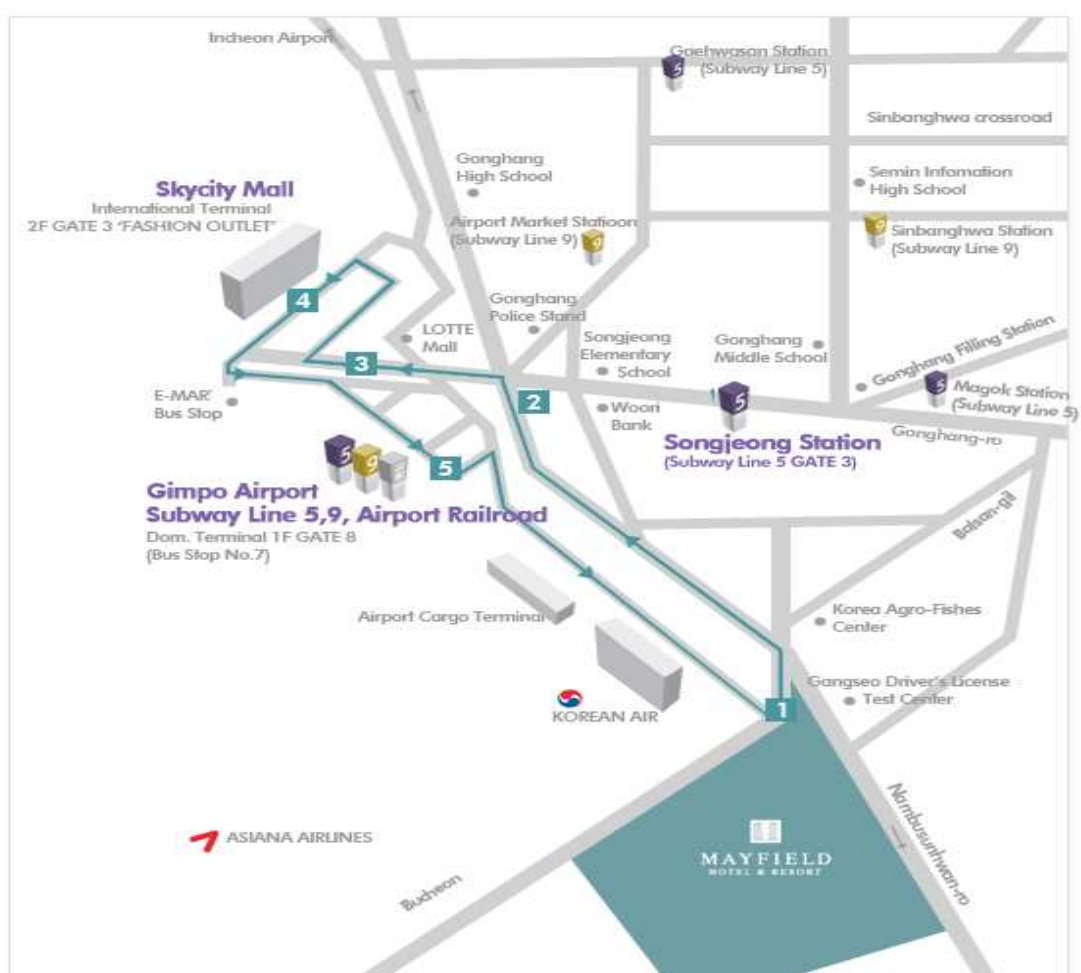 Incheon Airport
Gaehwasan Station
(Subway Line 5)
5
Sinbanghwa crossroad
Gonghang
High School
Semin Infomation
High School
Skycity Mall
International Terminal
2F GATE 3 "FASHION OUTLET"
Airport Market Statioon
(Subway Line 9)
9
9
Sinbanghwa Station
(Subway Line 9)
4
Gonghang
Police Stand
LOTTE
Mall
Songjeong
Elementary
School
Gonghang
Middle School
Gonghang Filling Station
3
E-MAR
Bus Stop
2
Woori
Bank
5
5
Magok Station
(Subway Line 5)
Gonghang-ro
Songjeong Station
(Subway Line 5 GATE 3)
5
9
5
Gimpo Airport
Subway Line 5,9, Airport Railroad
Dom. Terminal 1F GATE 8
(Bus Stop No.7)
Balsan-gil
Airport Cargo Terminal
Korea Agro-Fishes
Center
Gangseo Driver's License
Test Center
KOREAN AIR
1
ASIANA AIRLINES
Nambusunhwan-ro
MAYFIELD
HOTEL & RESORT
Bucheon